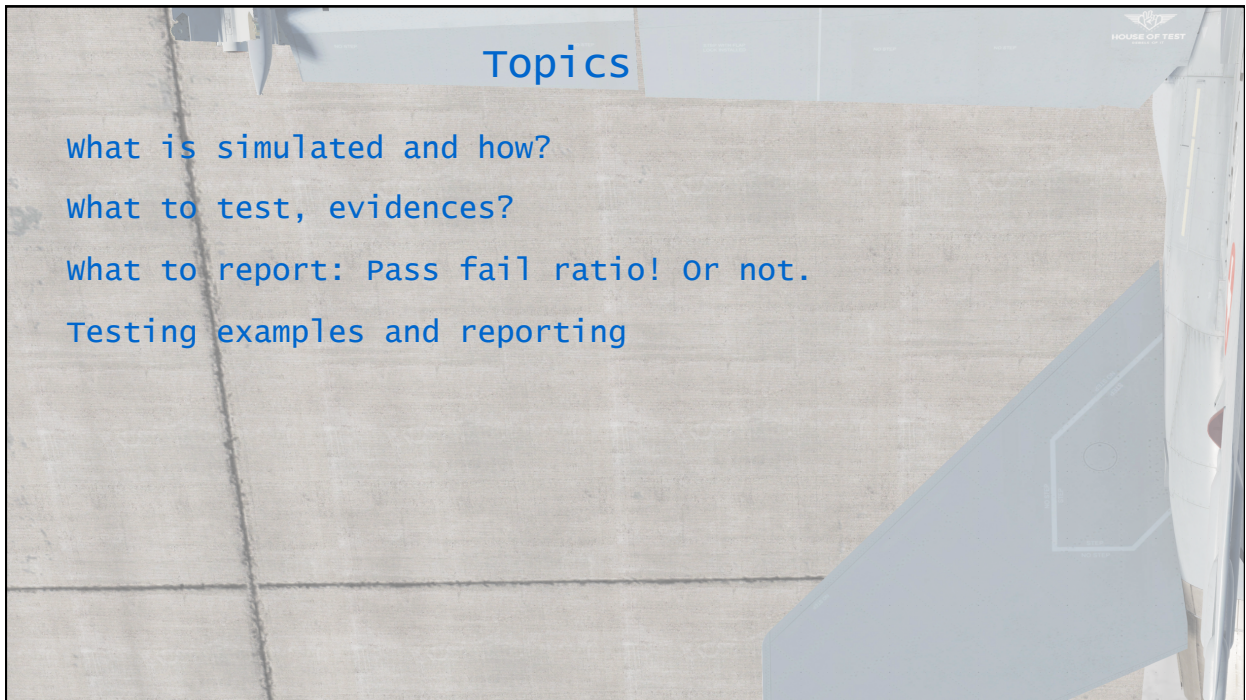 HOUSE OF TEST
Topics
What is simulated and how?
What to test, evidences?
What to report: Pass fail ratio! Or not.
Testing examples and reporting